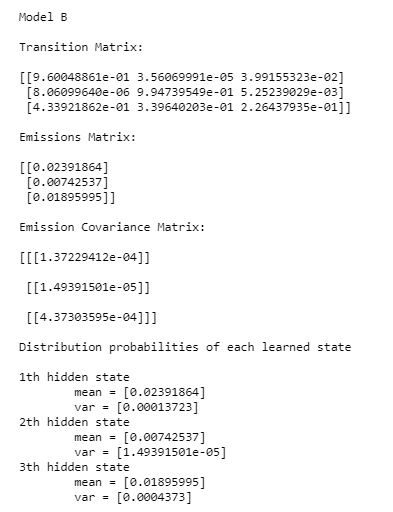 Model B
Transition Matrix:
[[9.60048861e-01 3.56069991e-05 3.99155323e-02]
[8.06099640e-06 9.94739549e-01 5.25239029e-03]
[4.33921862e-01 3.39640203e-01 2.26437935e-01]]
Emissions Matrix:
[[0.02391864]
[0.00742537]
[0.01895995]]
Emission Covariance Matrix:
[[[1.37229412e-04]]
[[1.49391501e-05]]
[[4.37303595e-04]]]
Distribution probabilities of each learned state
1th hidden state
mean = [0.02391864]
var = [0.00013723]
2th hidden state
mean = [0.00742537]
var = [1.49391501e-05]
3th hidden state
mean = [0.01895995]
var = [0.0004373]